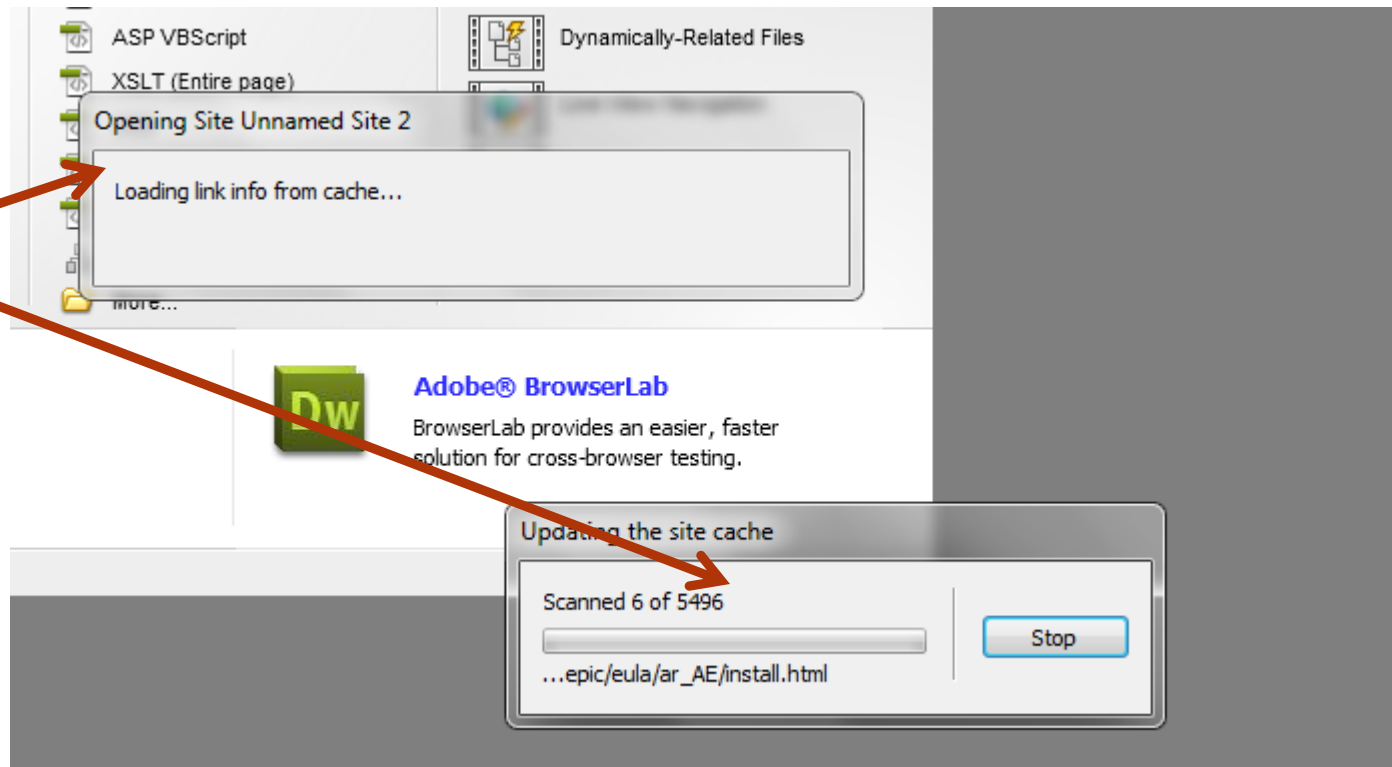 ASP VBScript
Dynamically-Related Files
XSLT (Entire page)
Opening Site Unnamed Site 2
Loading link info from cache...
More...
Dw
Adobe® BrowserLab
BrowserLab provides an easier, faster
solution for cross-browser testing.
Updating the site cache
Scanned 6 of 5496
Stop
...epic/eula/ar_AE/install.html